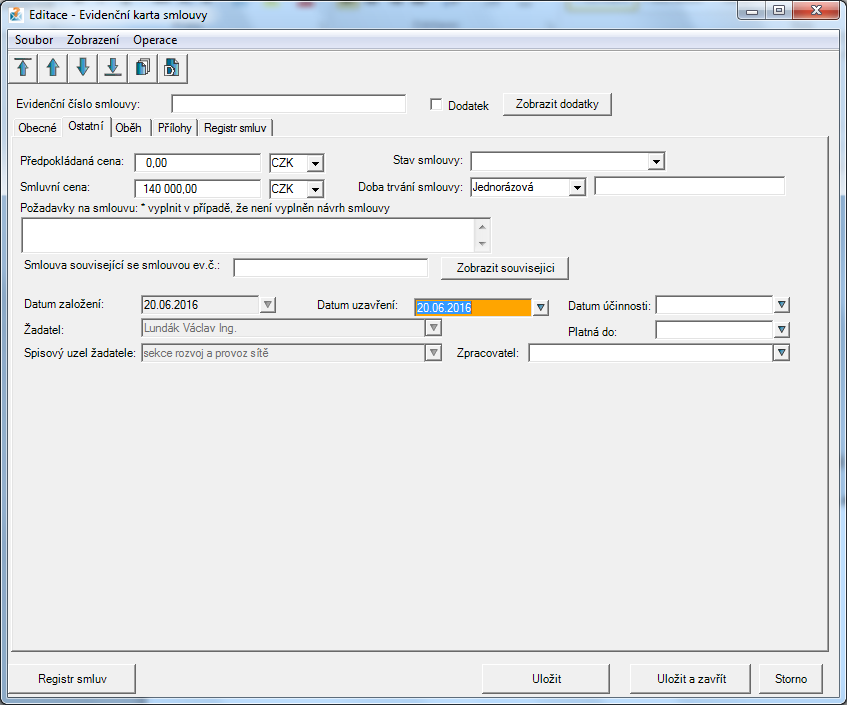 Editace - Evidenční karta smlouvy
Soubor Zobrazení Operace
Evidenční číslo smlouvy: Dodatek Zobrazit dodatky
Obecné Ostatní Oběh Přílohy Registr smluv
Předpokládaná cena: 0,00 CZK Stav smlouvy:
Smluvní cena: 140 000,00 CZK Doba trvání smlouvy: Jednorázová
Požadavky na smlouvu: * vyplnit v případě, že není vyplněn návrh smlouvy
Smlouva související se smlouvou ev.č.: Zobrazit souvisejici
Datum založení: 20.06.2016 Datum uzavření: 20.06.2016 Datum účinnosti:
Žadatel: Lundák Václav Ing. Platná do:
Spisový uzel žadatele: sekce rozvoj a provoz sítě Zpracovatel:
Registr smluv Uložit Uložit a zavřít Storno